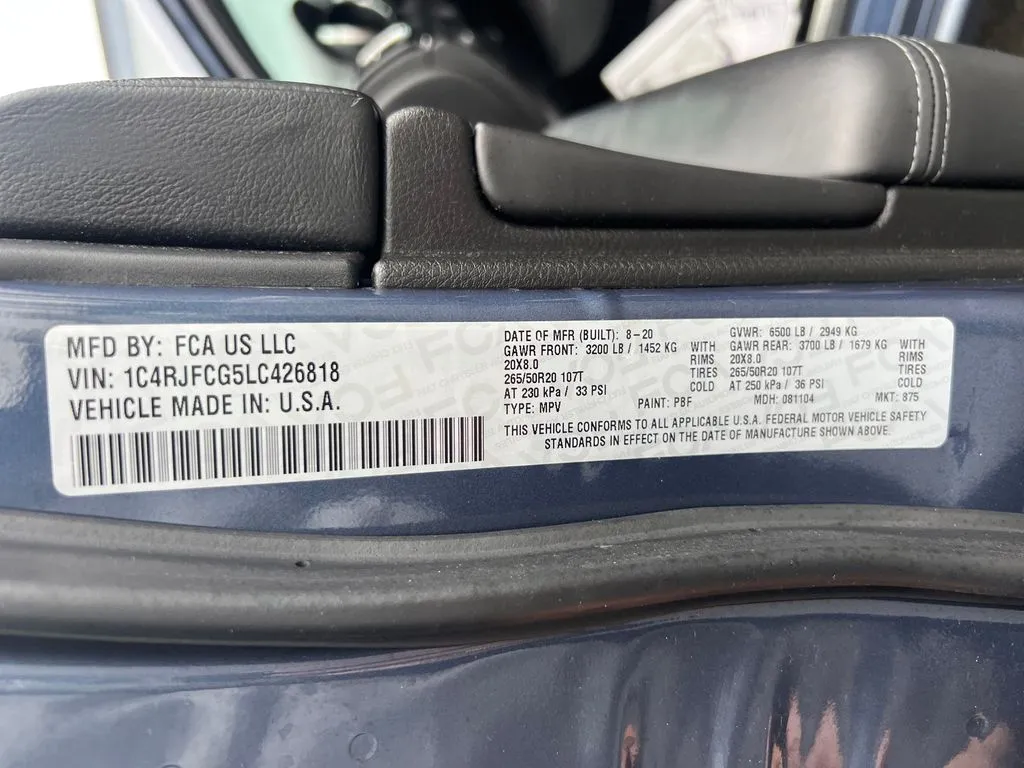 MFD BY: FCA US LLC
VIN: 1C4RJFCG5LC426818
VEHICLE MADE IN: U.S.A.
DATE OF MFR (BUILT): 8-20
GVWR: 6500 LB / 2949 KG
GAWR FRONT: 3200 LB / 1452 KG WITH
GAWR REAR: 3700 LB / 1679 KG WITH
20X8.0 RIMS
20X8.0 RIMS
265/50R20 107T TIRES
265/50R20 107T TIRES
AT 230 kPa / 33 PSI COLD
AT 250 kPa / 36 PSI COLD
TYPE: MPV PAINT: PBF MDH: 081104 MKT: 875
THIS VEHICLE CONFORMS TO ALL APPLICABLE U.S.A. FEDERAL MOTOR VEHICLE SAFETY
STANDARDS IN EFFECT ON THE DATE OF MANUFACTURE SHOWN ABOVE.